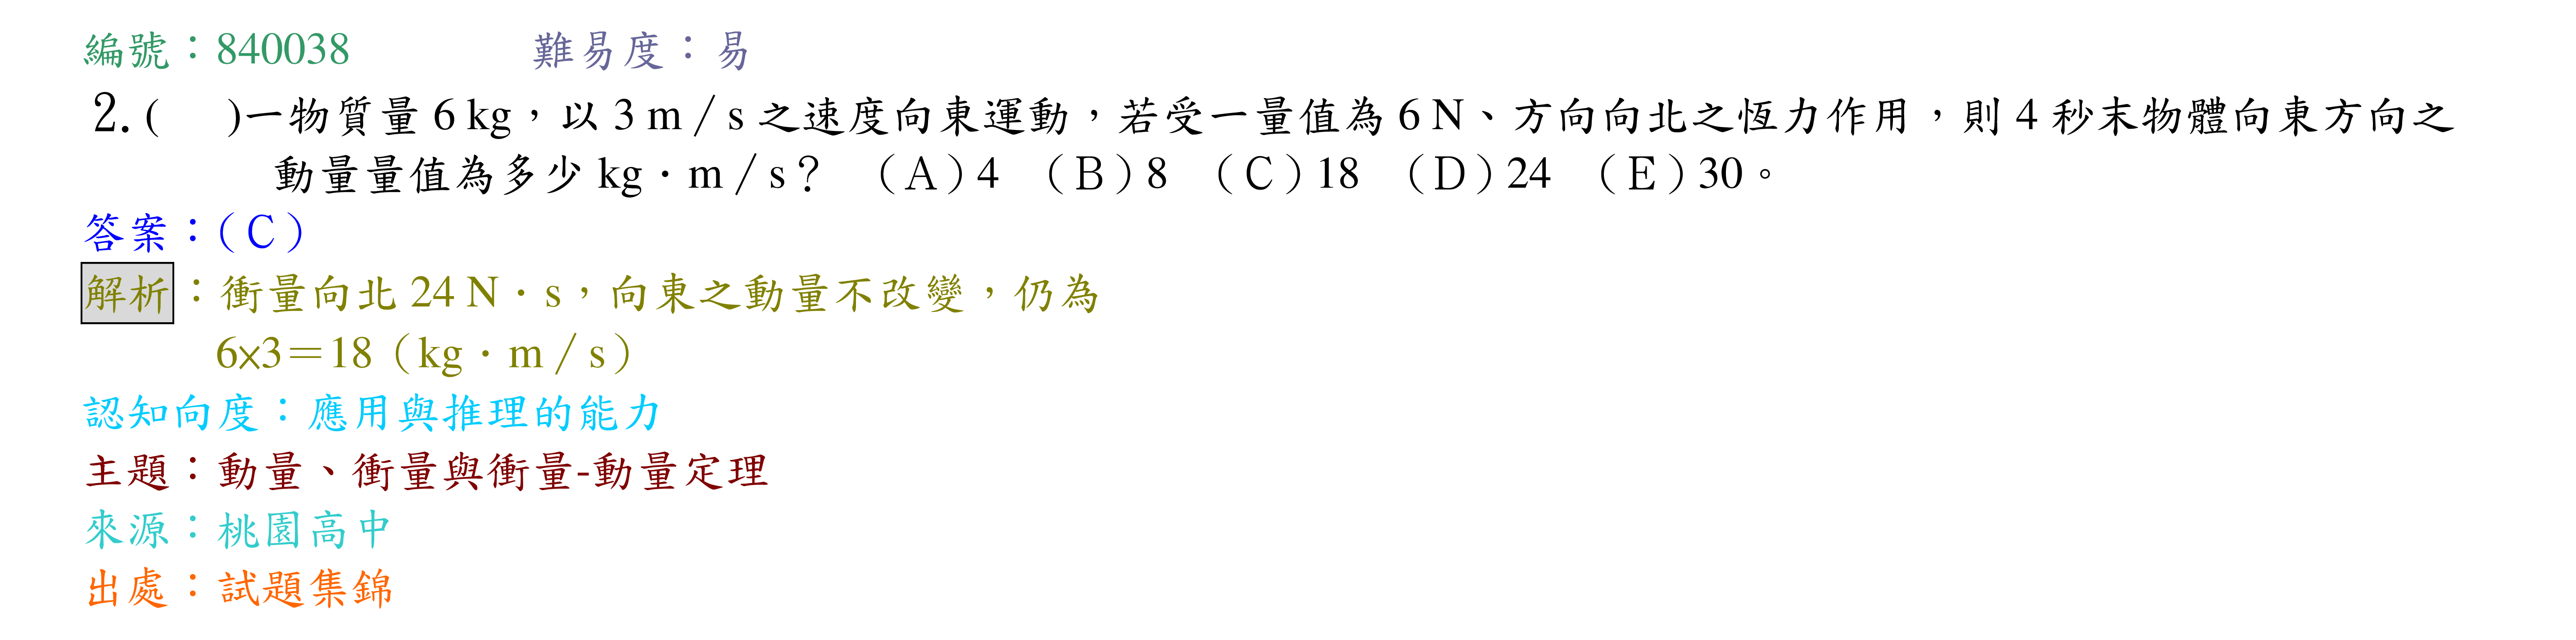 編號：840038　　　　難易度：易
2.(　)一物質量 6 kg，以 3 m／s 之速度向東運動，若受一量值為 6 N、方向向北之恆力作用，則 4 秒末物體向東方向之
動量量值為多少 kg．m／s？　（A）4　（B）8　（C）18　（D）24　（E）30。
答案：(C)
解析：衝量向北 24 N．s，向東之動量不改變，仍為
6×3＝18（kg．m／s）
認知向度：應用與推理的能力
主題：動量、衝量與衝量-動量定理
來源：桃園高中
出處：試題集錦